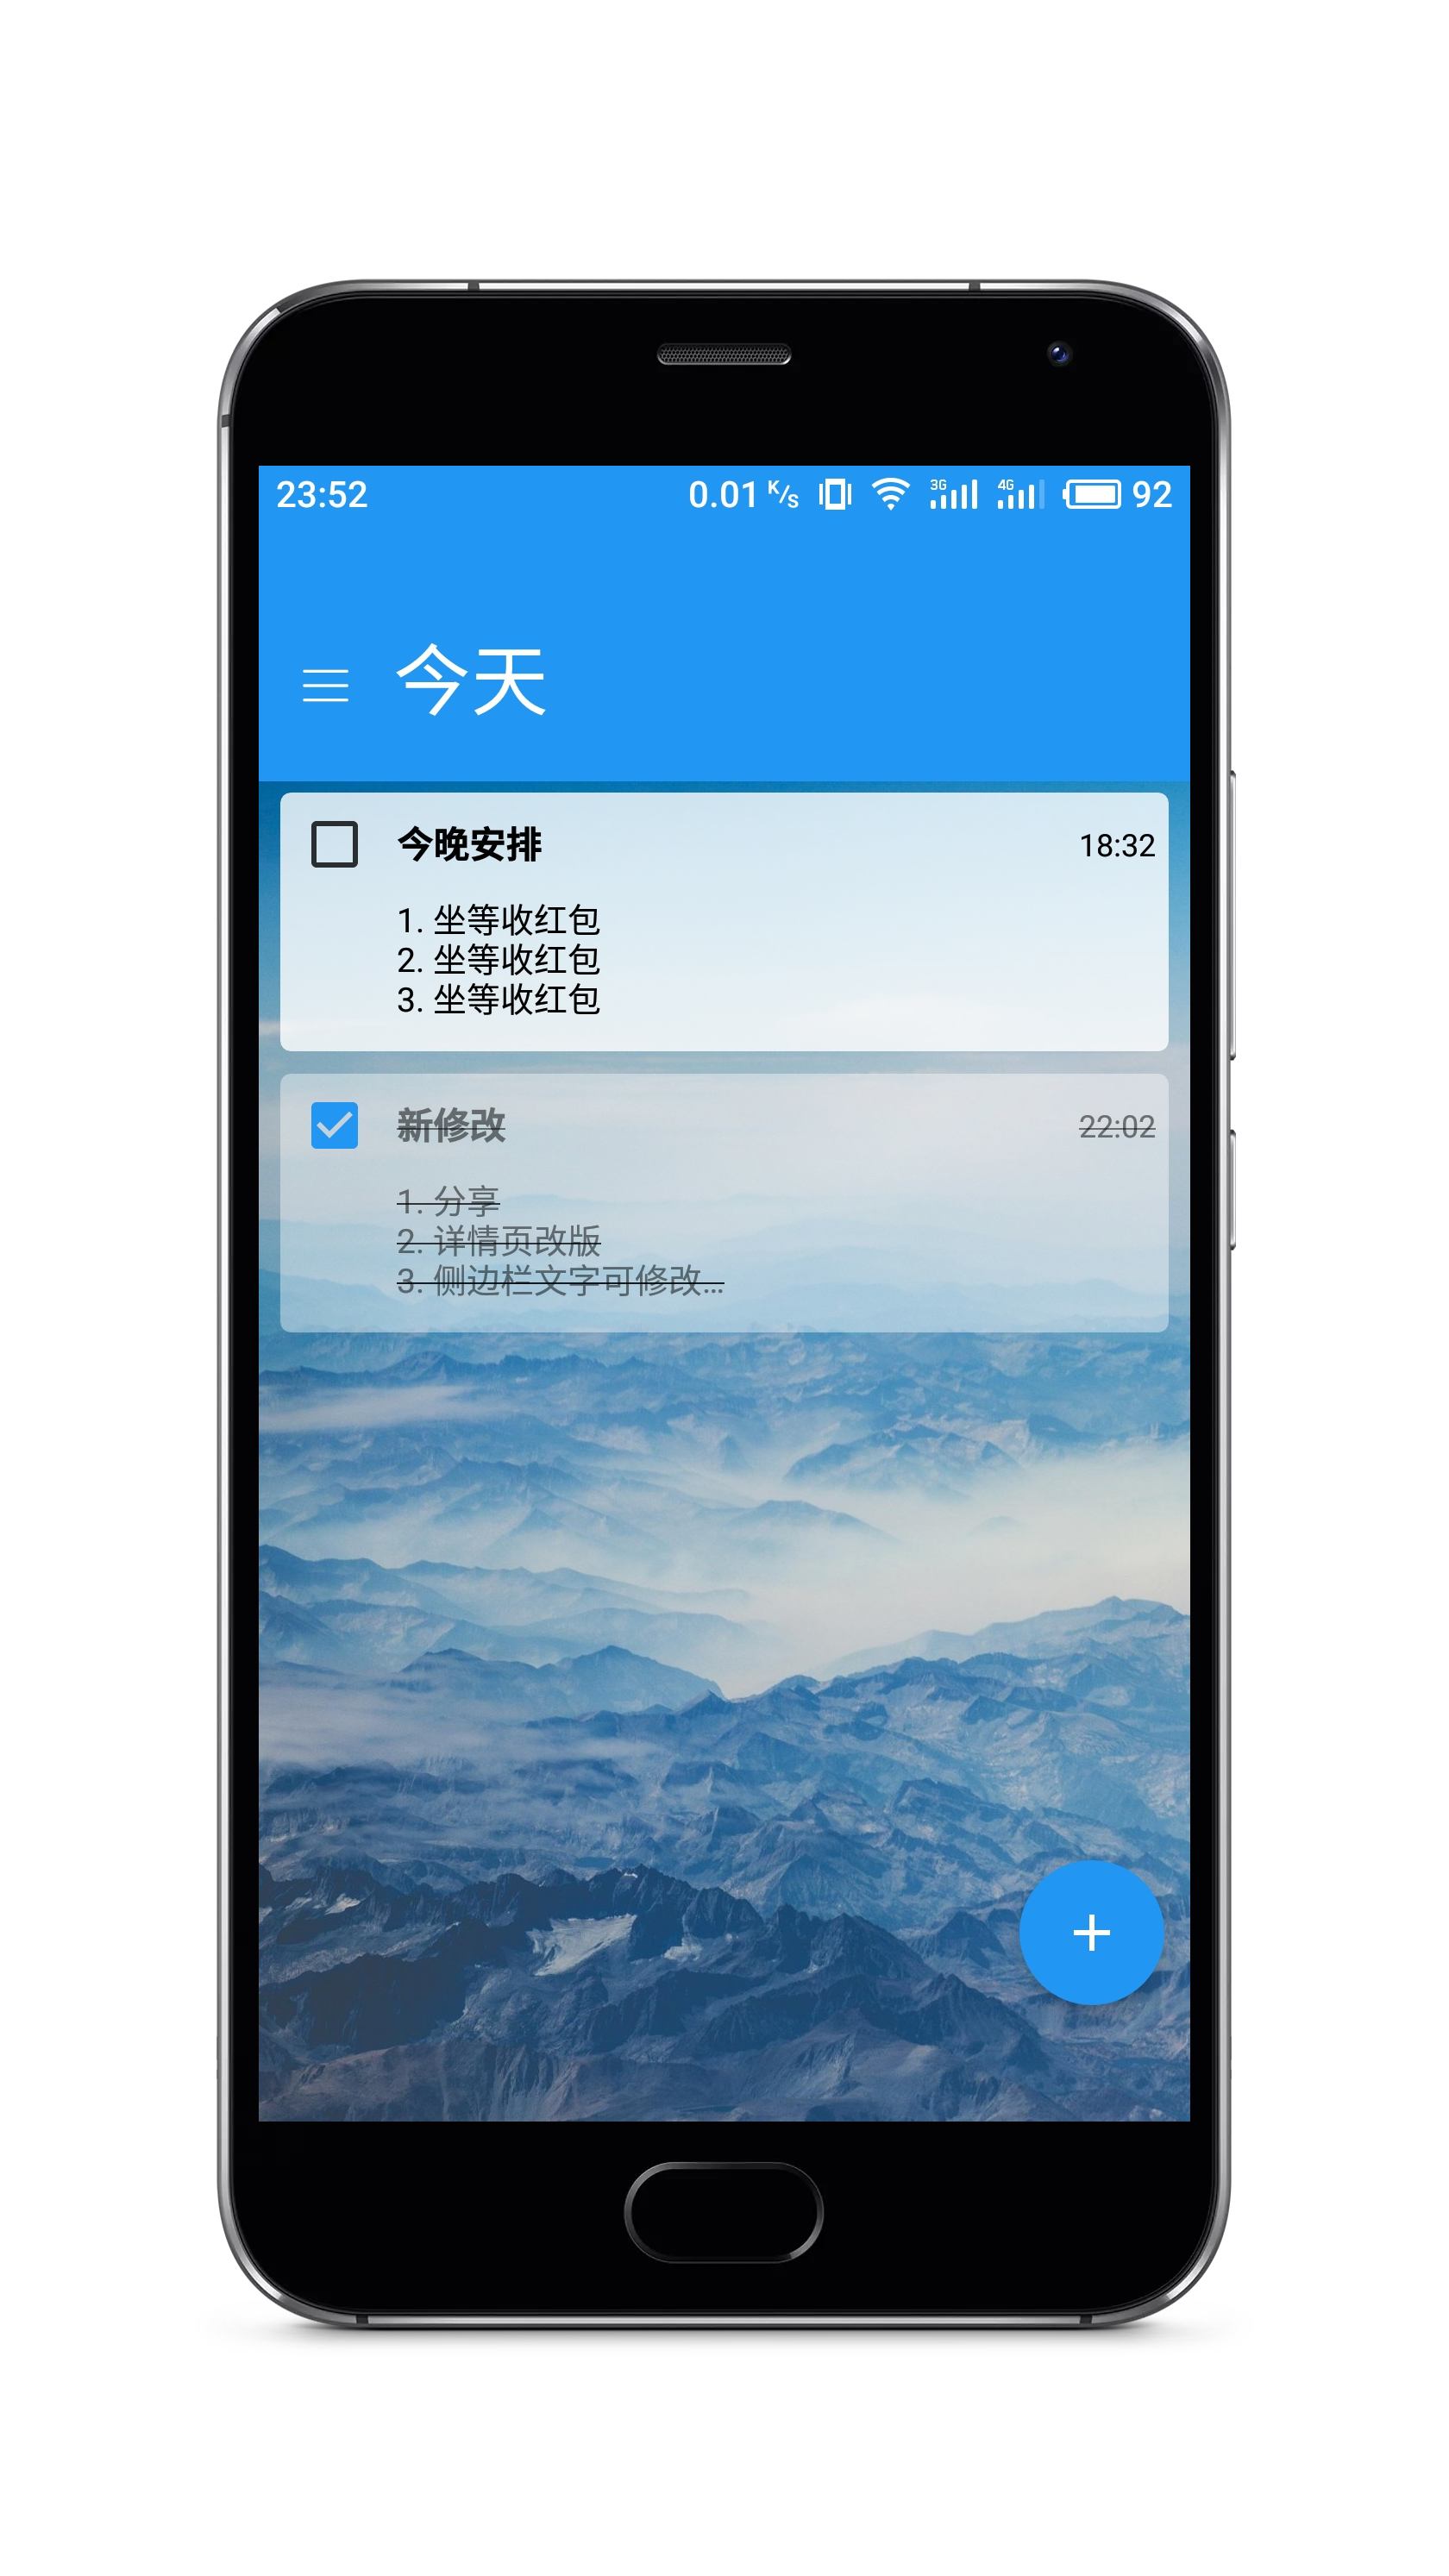 23:52 0.01 K/s 3G 4G 92
今天
今晚安排 18:32
1. 坐等收红包
2. 坐等收红包
3. 坐等收红包
新修改 22:02
1. 分享
2. 详情页改版
3. 侧边栏文字可修改...